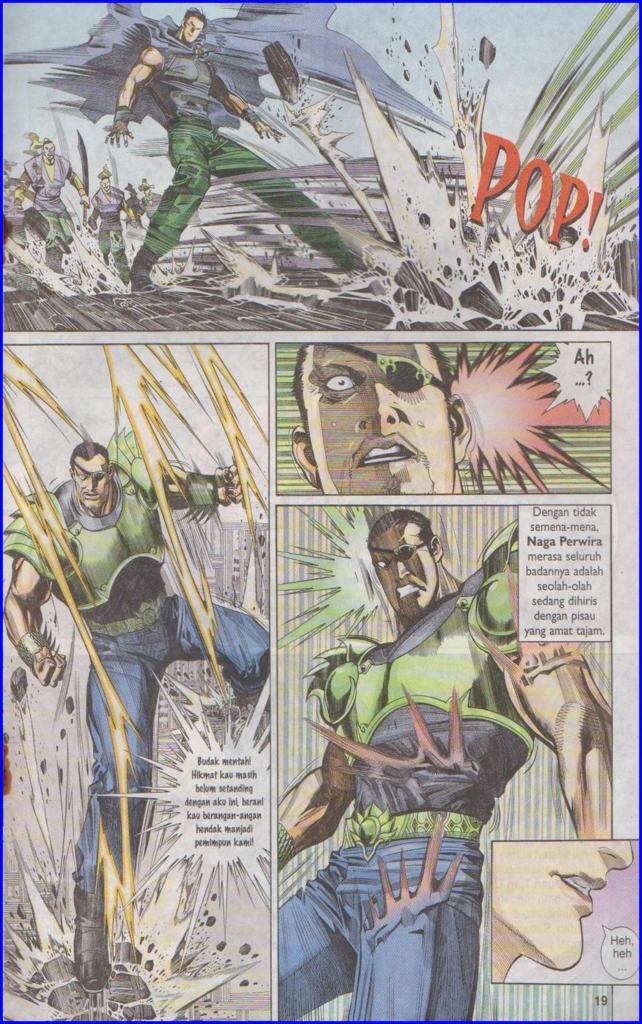 POP!
Budak mentah!
Hikmat kau masih
belum setanding
dengan aku ini, berani
kau berangan-angan
hendak manjadi
pemimpun kami!
Ah
...?
Dengan tidak
semena-mena,
Naga Perwira
merasa seluruh
badannya adalah
seolah-olah
sedang dihiris
dengan pisau
yang amat tajam.
Heh,
heh
...
19